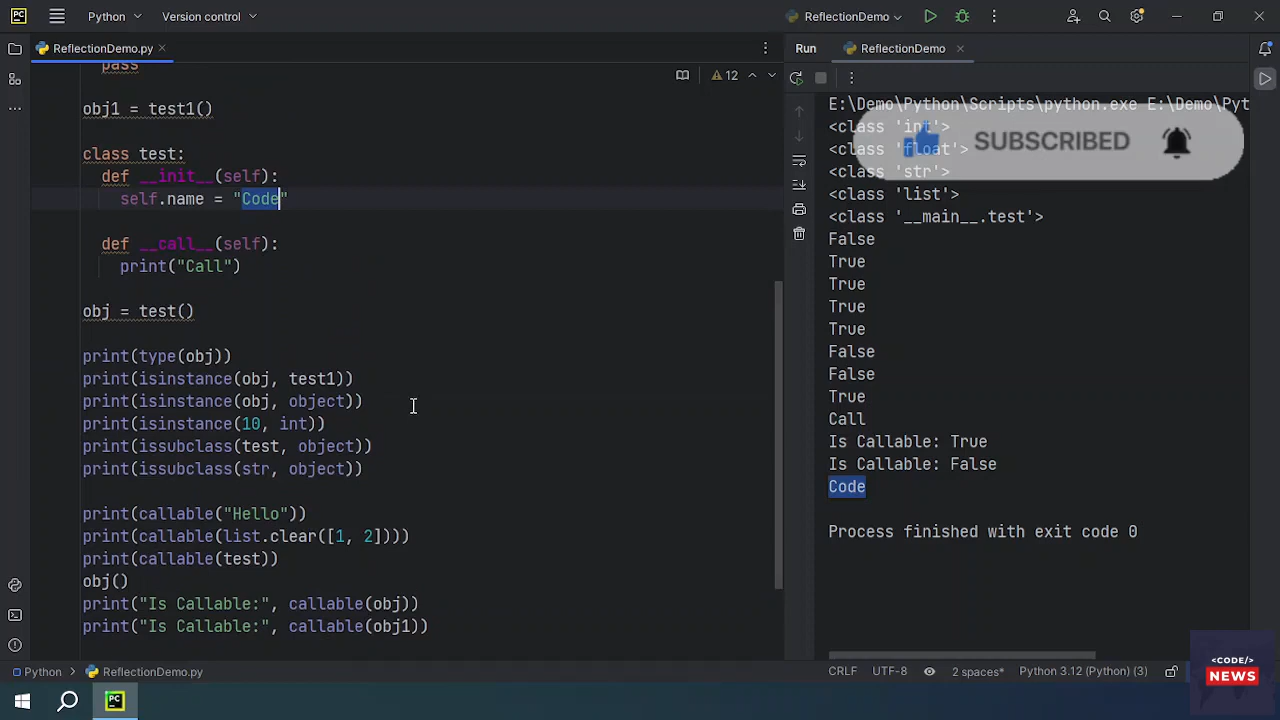 PC Python Version control ReflectionDemo
ReflectionDemo.py
12
pass
obj1 = test1()
class test:
def __init__(self):
self.name = "Code"
def __call__(self):
print("Call")
obj = test()
print(type(obj))
print(isinstance(obj, test1))
print(isinstance(obj, object))
print(isinstance(10, int))
print(issubclass(test, object))
print(issubclass(str, object))
print(callable("Hello"))
print(callable(list.clear([1, 2])))
print(callable(test))
obj()
print("Is Callable:", callable(obj))
print("Is Callable:", callable(obj1))
Run ReflectionDemo
E:\Demo\Python\Scripts\python.exe E:\Demo\Pyt
<class 'int'>
<class 'float'>
<class 'str'>
<class 'list'>
<class '__main__.test'>
False
True
True
True
True
False
False
True
Call
Is Callable: True
Is Callable: False
Code
Process finished with exit code 0
SUBSCRIBED
Python ReflectionDemo.py
CRLF UTF-8 2 spaces* Python 3.12 (Python) (3)
PC
<CODE/>
NEWS